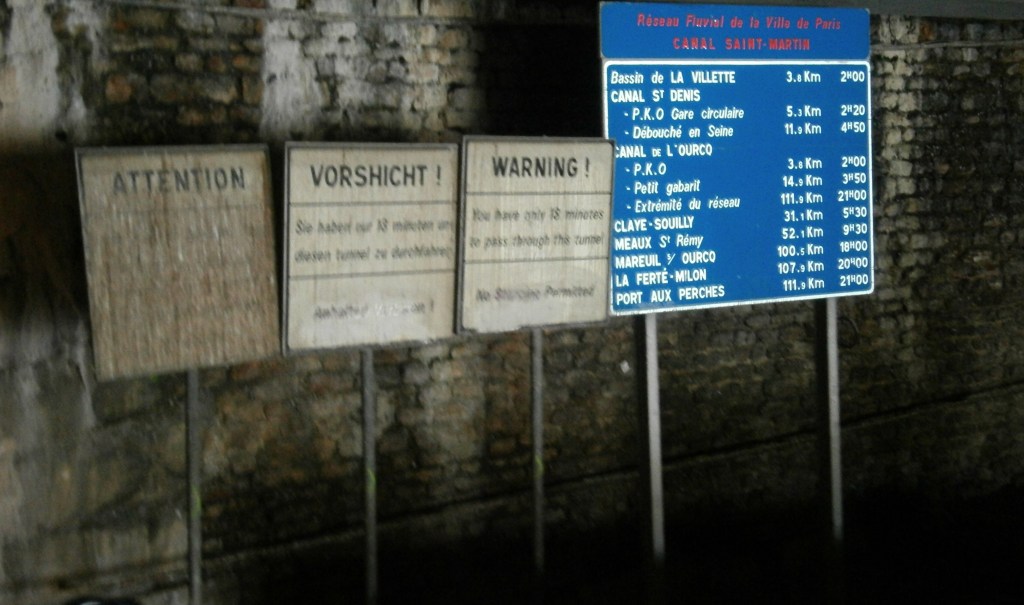 ATTENTION
VORSHICHT !
Sie haben nur 18 minuten um
diesen tunnel zu durchfahren
Anhalten
WARNING !
You have only 18 minutes
to pass through this tunnel
No Stopping Permitted
Réseau Fluvial de la Ville de Paris
CANAL SAINT-MARTIN
Bassin de LA VILLETTE 3.8 Km 2H00
CANAL ST DENIS
- P.K.O Gare circulaire 5.3 Km 2H20
- Débouché en Seine 11.9 Km 4H50
CANAL DE L'OURCQ
- P.K.O 3.8 Km 2H00
- Petit gabarit 14.9 Km 3H50
- Extrémité du réseau 111.9 Km 21H00
CLAYE-SOUILLY 31.1 Km 5H30
MEAUX St Rémy 52.1 Km 9H30
MAREUIL s/ OURCQ 100.5 Km 18H00
LA FERTÉ-MILON 107.9 Km 20H00
PORT AUX PERCHES 111.9 Km 21H00